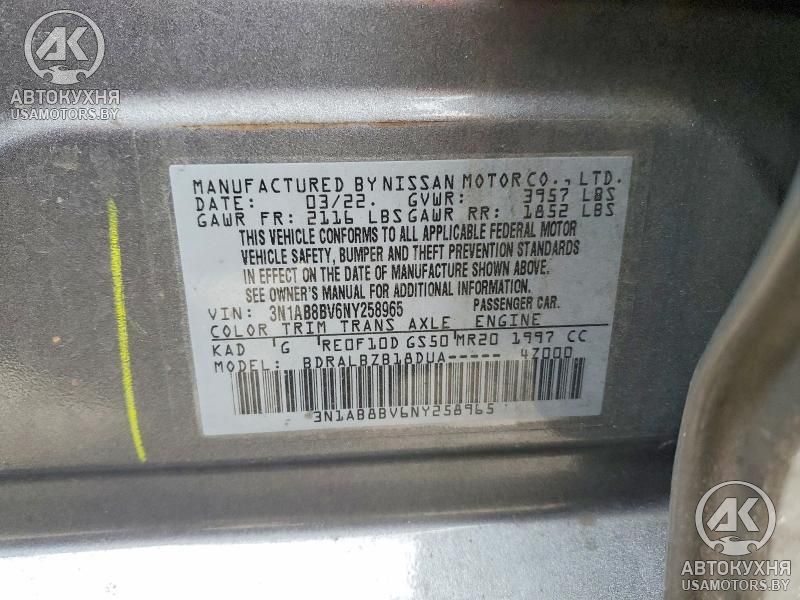 АК
АВТОКУХНЯ
USAMOTORS.BY
MANUFACTURED BY NISSAN MOTOR CO., LTD.
DATE: 03/22. GVWR: 3957 LBS
GAWR FR: 2116 LBS GAWR RR: 1852 LBS
THIS VEHICLE CONFORMS TO ALL APPLICABLE FEDERAL MOTOR
VEHICLE SAFETY, BUMPER AND THEFT PREVENTION STANDARDS
IN EFFECT ON THE DATE OF MANUFACTURE SHOWN ABOVE.
SEE OWNER'S MANUAL FOR ADDITIONAL INFORMATION.
VIN: 3N1AB8BV6NY258965 PASSENGER CAR.
COLOR TRIM TRANS AXLE ENGINE
KAD G RE0F10D GS50 MR20 1997 CC
MODEL: BDRALBZB18DUA----- 4Z000
3N1AB8BV6NY258965
АК
АВТОКУХНЯ
USAMOTORS.BY